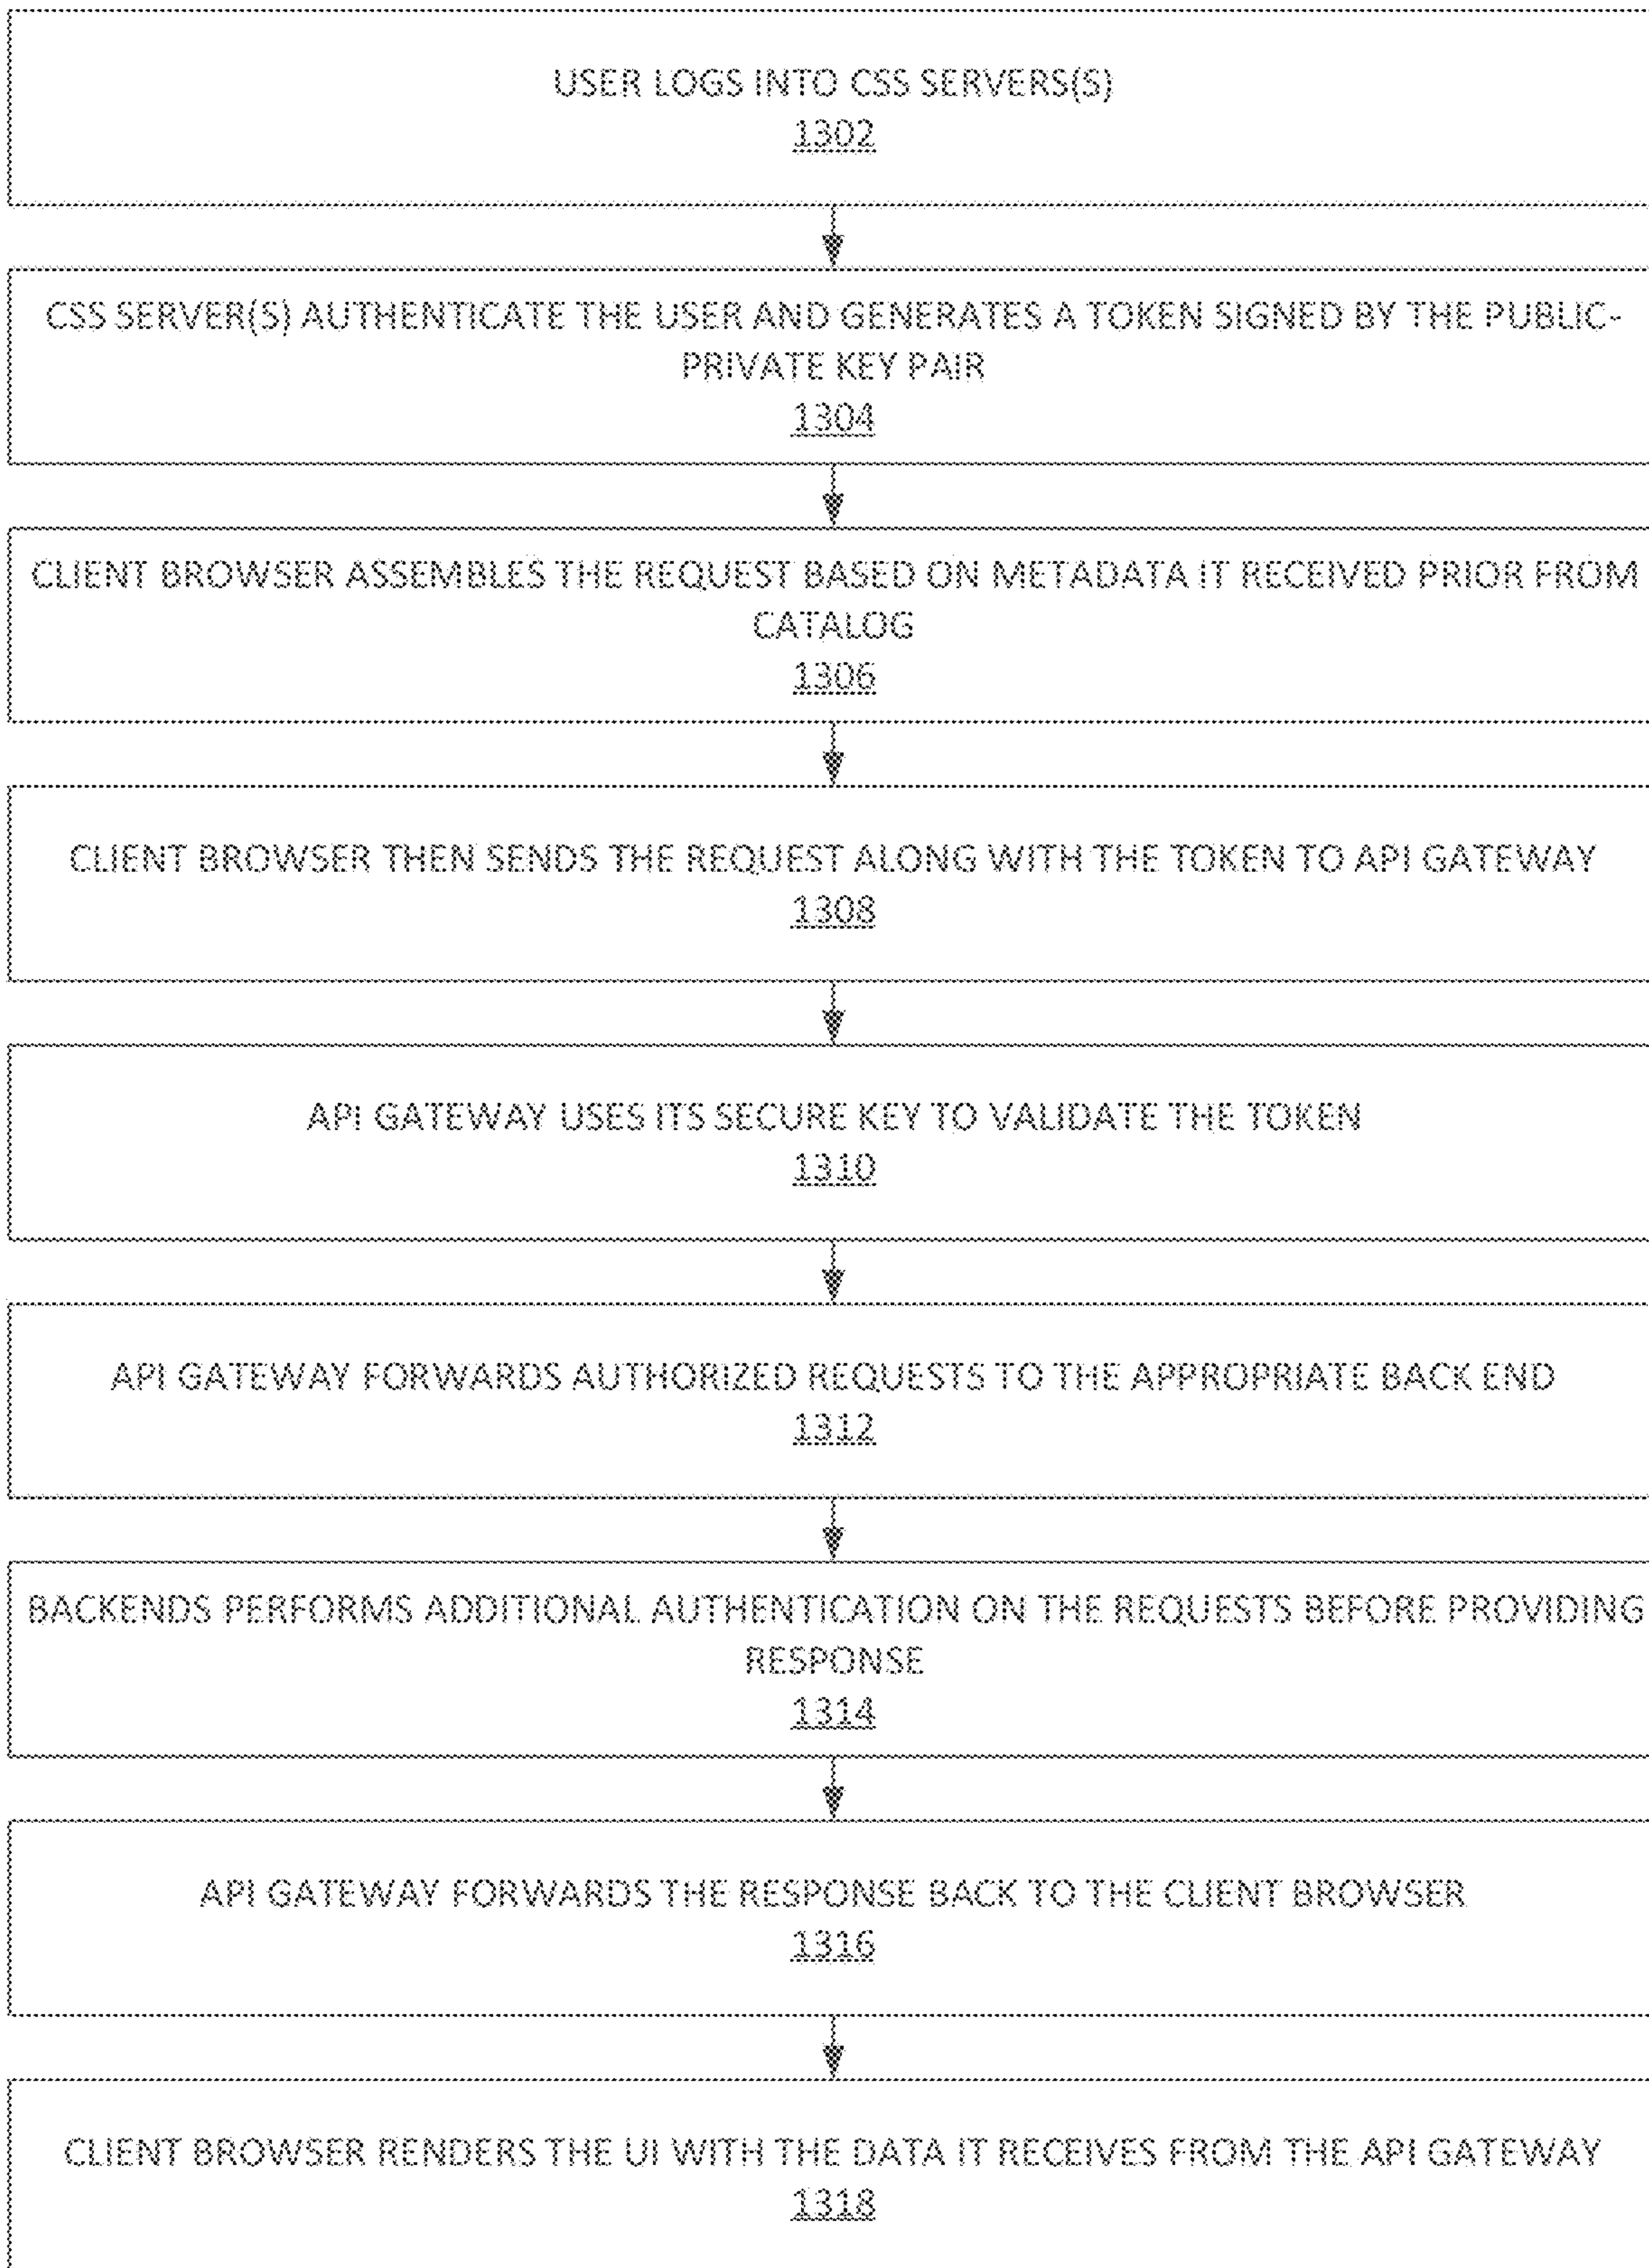 USER LOGS INTO CSS SERVERS(S)
1302
CSS SERVER(S) AUTHENTICATE THE USER AND GENERATES A TOKEN SIGNED BY THE PUBLIC-
PRIVATE KEY PAIR
1304
CLIENT BROWSER ASSEMBLES THE REQUEST BASED ON METADATA IT RECEIVED PRIOR FROM
CATALOG
1306
CLIENT BROWSER THEN SENDS THE REQUEST ALONG WITH THE TOKEN TO API GATEWAY
1308
API GATEWAY USES ITS SECURE KEY TO VALIDATE THE TOKEN
1310
API GATEWAY FORWARDS AUTHORIZED REQUESTS TO THE APPROPRIATE BACK END
1312
BACKENDS PERFORMS ADDITIONAL AUTHENTICATION ON THE REQUESTS BEFORE PROVIDING
RESPONSE
1314
API GATEWAY FORWARDS THE RESPONSE BACK TO THE CLIENT BROWSER
1316
CLIENT BROWSER RENDERS THE UI WITH THE DATA IT RECEIVES FROM THE API GATEWAY
1318